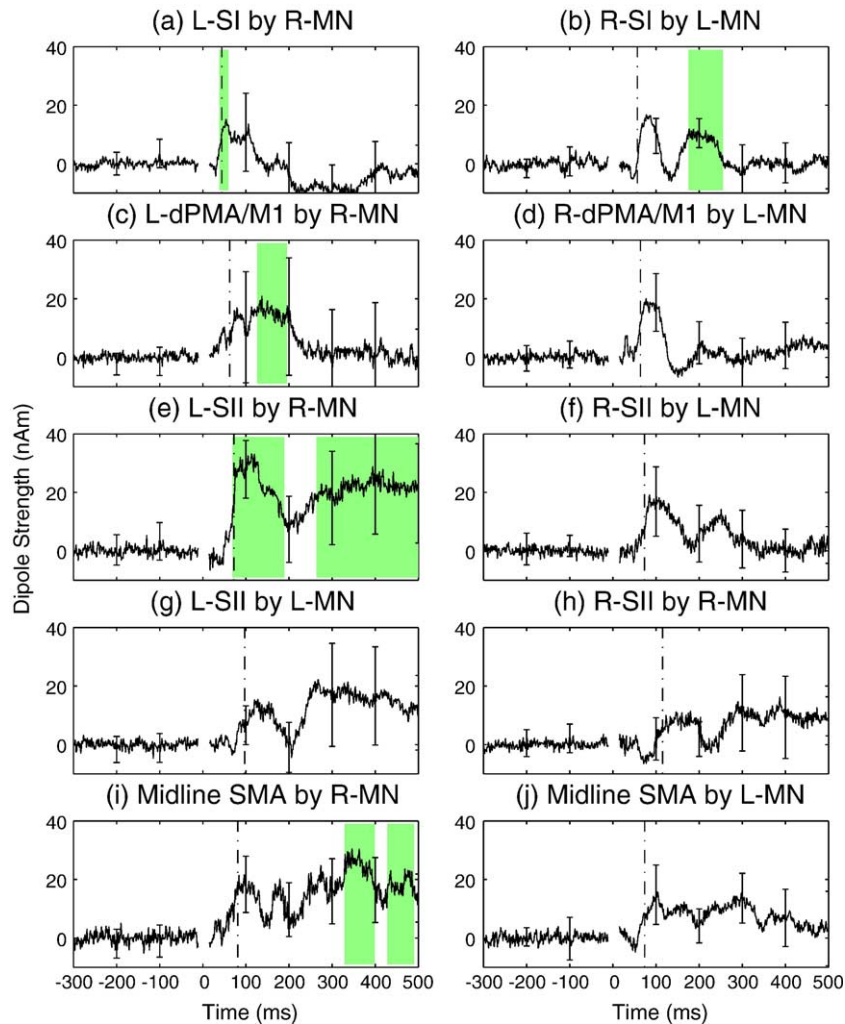 (a) L-SI by R-MN
(b) R-SI by L-MN
40
20
0
40
20
0
(c) L-dPMA/M1 by R-MN
(d) R-dPMA/M1 by L-MN
40
20
0
40
20
0
(e) L-SII by R-MN
(f) R-SII by L-MN
40
20
0
40
20
0
Dipole Strength (nAm)
(g) L-SII by L-MN
(h) R-SII by R-MN
40
20
0
40
20
0
(i) Midline SMA by R-MN
(j) Midline SMA by L-MN
40
20
0
40
20
0
-300 -200 -100 0 100 200 300 400 500
-300 -200 -100 0 100 200 300 400 500
Time (ms)
Time (ms)